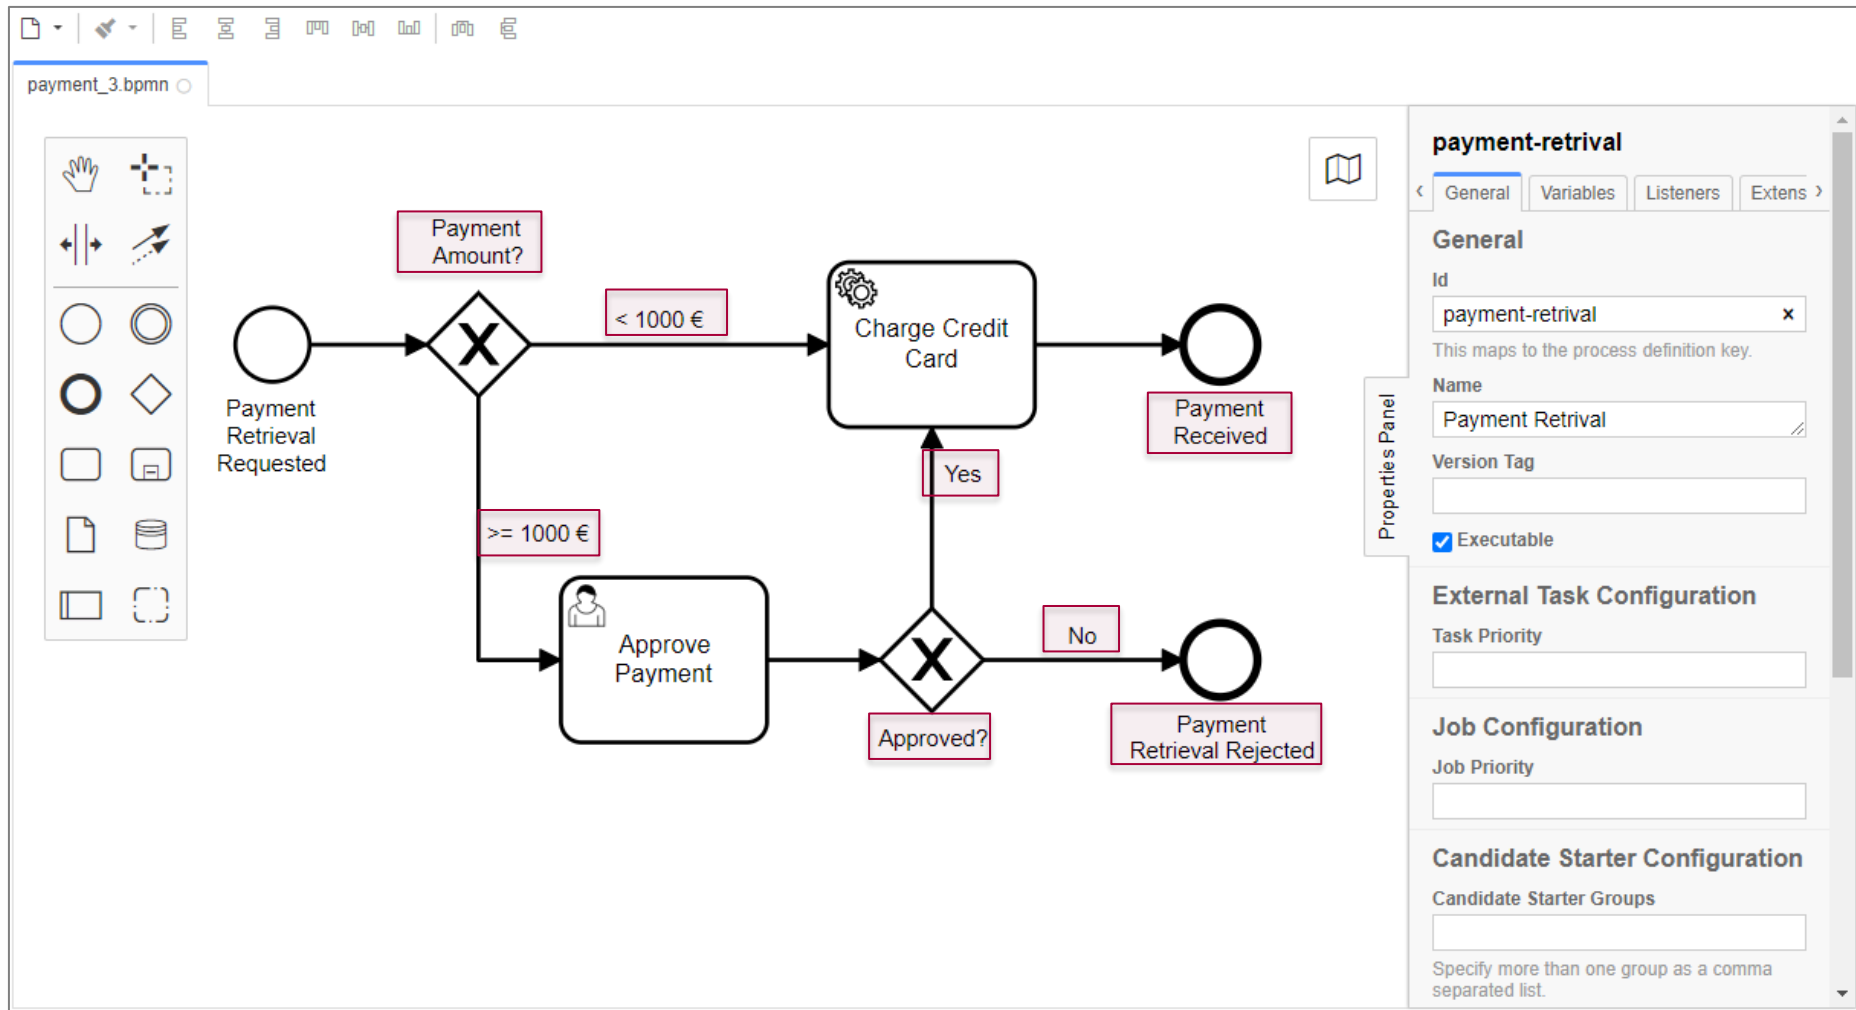 payment_3.bpmn
Payment
Amount?
< 1000 €
Charge Credit
Card
Payment
Retrieval
Requested
Payment
Received
Yes
>= 1000 €
Approve
Payment
No
Approved?
Payment
Retrieval Rejected
Properties Panel
payment-retrival
General
Variables
Listeners
Extens
General
Id
payment-retrival
This maps to the process definition key.
Name
Payment Retrival
Version Tag
Executable
External Task Configuration
Task Priority
Job Configuration
Job Priority
Candidate Starter Configuration
Candidate Starter Groups
Specify more than one group as a comma
separated list.